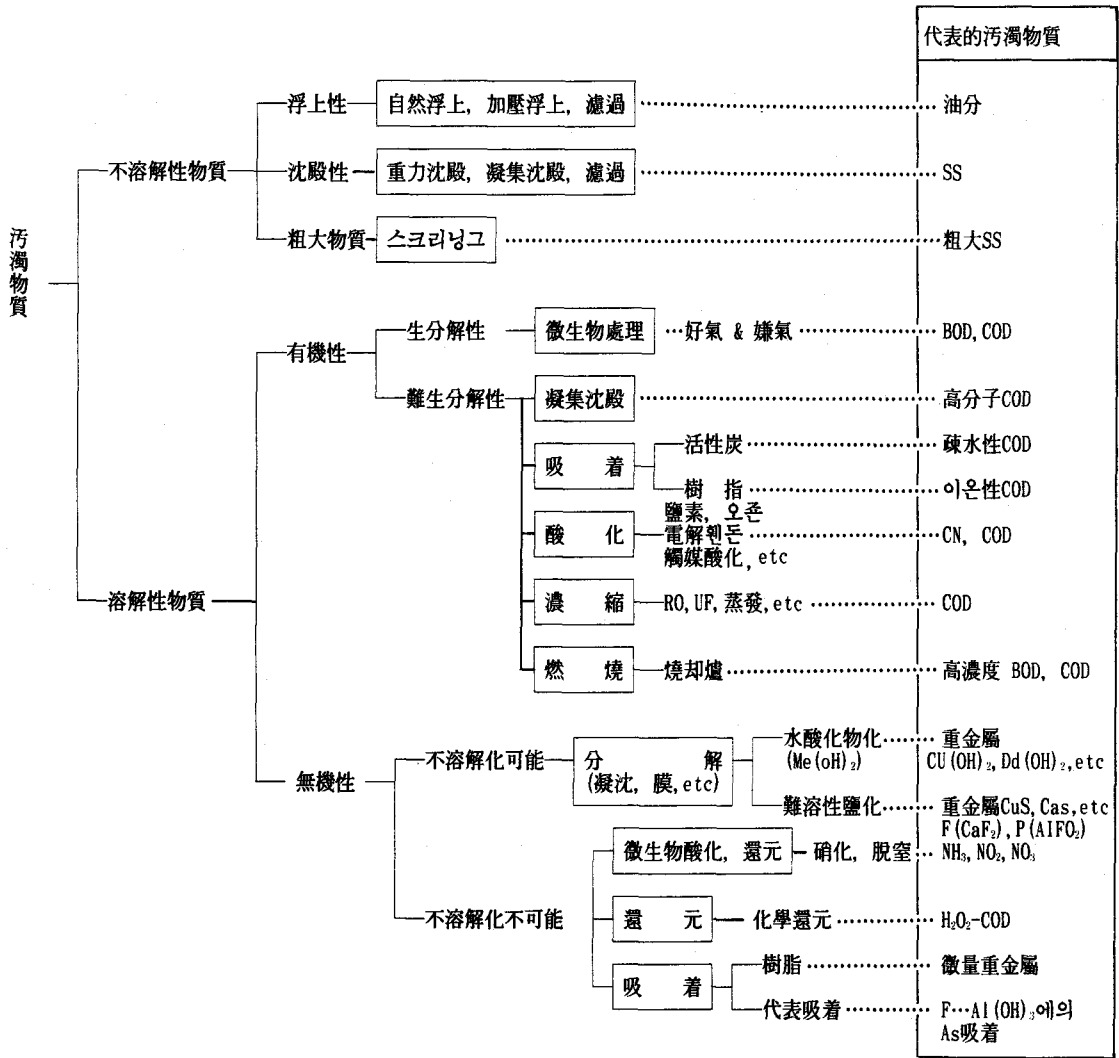 代表的汚濁物質
浮上性 自然浮上, 加壓浮上, 濾過 油分
不溶解性物質 沈殿性 重力沈殿, 凝集沈殿, 濾過 SS
粗大物質 스크리닝그 粗大SS
汚濁物質
生分解性 微生物處理 …好氣 & 嫌氣 BOD, COD
有機性
難生分解性 凝集沈殿 高分子COD
活性炭 疎水性COD
吸 着
樹 指 이온性COD
鹽素, 오존
酸 化 電解휀돈 CN, COD
觸媒酸化, etc
溶解性物質 濃 縮 RO, UF, 蒸發, etc COD
燃 燒 燒却爐 高濃度 BOD, COD
水酸化物化 重金屬
(Me(oH)₂) CU(OH)₂, Dd(OH)₂, etc
無機性 不溶解化可能 分 解
(凝沈, 膜, etc)
難溶性鹽化 重金屬CuS, Cas, etc
F(CaF₂), P(AIFO₂)
微生物酸化, 還元 硝化, 脫窒 NH₃, NO₂, NO₃
不溶解化不可能 還 元 化學還元 H₂O₂-COD
樹脂 微量重金屬
吸 着
代表吸着 F…Al(OH)₃에의
As吸着